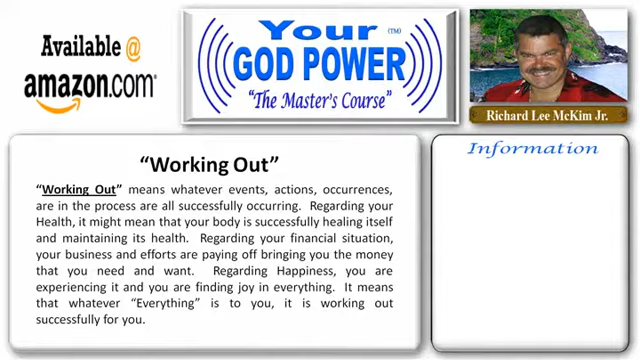 Available @
amazon.com
Your (TM)
GOD POWER
"The Master's Course"
Richard Lee McKim Jr.
"Working Out"
"Working Out" means whatever events, actions, occurrences,
are in the process are all successfully occurring. Regarding your
Health, it might mean that your body is successfully healing itself
and maintaining its health. Regarding your financial situation,
your business and efforts are paying off bringing you the money
that you need and want. Regarding Happiness, you are
experiencing it and you are finding joy in everything. It means
that whatever "Everything" is to you, it is working out
successfully for you.
Information